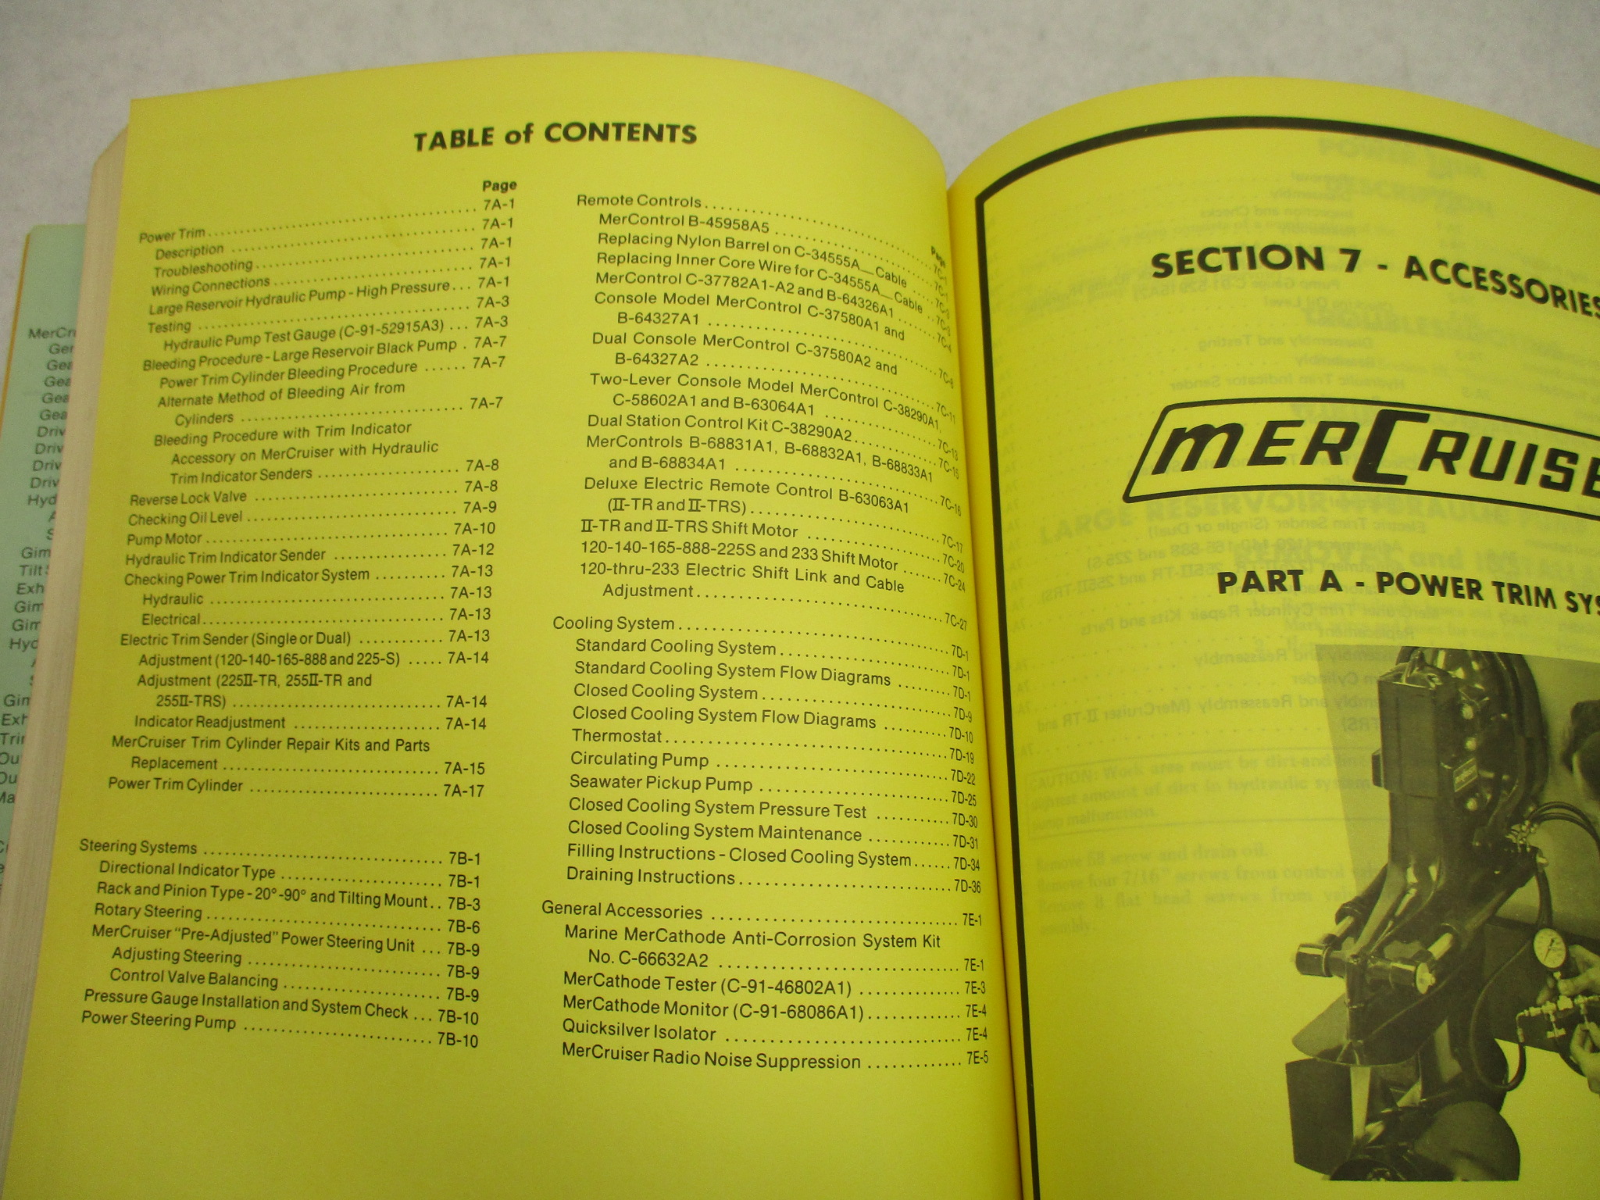 TABLE of CONTENTS
Page
Power Trim 7A-1
Description 7A-1
Troubleshooting 7A-1
Wiring Connections 7A-1
Large Reservoir Hydraulic Pump - High Pressure 7A-1
Testing 7A-3
Hydraulic Pump Test Gauge (C-91-52915A3) 7A-3
Bleeding Procedure - Large Reservoir Black Pump 7A-7
Power Trim Cylinder Bleeding Procedure 7A-7
Alternate Method of Bleeding Air from
Cylinders 7A-7
Bleeding Procedure with Trim Indicator
Accessory on MerCruiser with Hydraulic
Trim Indicator Senders 7A-8
Reverse Lock Valve 7A-8
Checking Oil Level 7A-9
Pump Motor 7A-10
Hydraulic Trim Indicator Sender 7A-12
Checking Power Trim Indicator System 7A-13
Hydraulic 7A-13
Electrical 7A-13
Electric Trim Sender (Single or Dual) 7A-13
Adjustment (120-140-165-888 and 225-S) 7A-14
Adjustment (225II-TR, 255II-TR and
255II-TRS) 7A-14
Indicator Readjustment 7A-14
MerCruiser Trim Cylinder Repair Kits and Parts
Replacement 7A-15
Power Trim Cylinder 7A-17
Steering Systems 7B-1
Directional Indicator Type 7B-1
Rack and Pinion Type - 20° -90° and Tilting Mount 7B-3
Rotary Steering 7B-6
MerCruiser "Pre-Adjusted" Power Steering Unit 7B-9
Adjusting Steering 7B-9
Control Valve Balancing 7B-9
Pressure Gauge Installation and System Check 7B-10
Power Steering Pump 7B-10
Page
Remote Controls
MerControl B-45958A5
Replacing Nylon Barrel on C-34555A__Cable
Replacing Inner Core Wire for C-34555A__Cable
MerControl C-37782A1-A2 and B-64326A1
Console Model MerControl C-37580A1 and
B-64327A1
Dual Console MerControl C-37580A2 and
B-64327A2 7C-11
Two-Lever Console Model MerControl C-38290A1,
C-58602A1 and B-63064A1 7C-13
Dual Station Control Kit C-38290A2 7C-15
MerControls B-68831A1, B-68832A1, B-68833A1
and B-68834A1 7C-16
Deluxe Electric Remote Control B-63063A1
(II-TR and II-TRS) 7C-17
II-TR and II-TRS Shift Motor 7C-20
120-140-165-888-225S and 233 Shift Motor 7C-24
120-thru-233 Electric Shift Link and Cable
Adjustment 7C-27
Cooling System 7D-1
Standard Cooling System 7D-1
Standard Cooling System Flow Diagrams 7D-1
Closed Cooling System 7D-9
Closed Cooling System Flow Diagrams 7D-10
Thermostat 7D-19
Circulating Pump 7D-22
Seawater Pickup Pump 7D-25
Closed Cooling System Pressure Test 7D-30
Closed Cooling System Maintenance 7D-31
Filling Instructions - Closed Cooling System 7D-34
Draining Instructions 7D-36
General Accessories 7E-1
Marine MerCathode Anti-Corrosion System Kit
No. C-66632A2 7E-1
MerCathode Tester (C-91-46802A1) 7E-3
MerCathode Monitor (C-91-68086A1) 7E-4
Quicksilver Isolator 7E-4
MerCruiser Radio Noise Suppression 7E-5
SECTION 7 - ACCESSORIES
MERCRUISE
PART A - POWER TRIM SYS